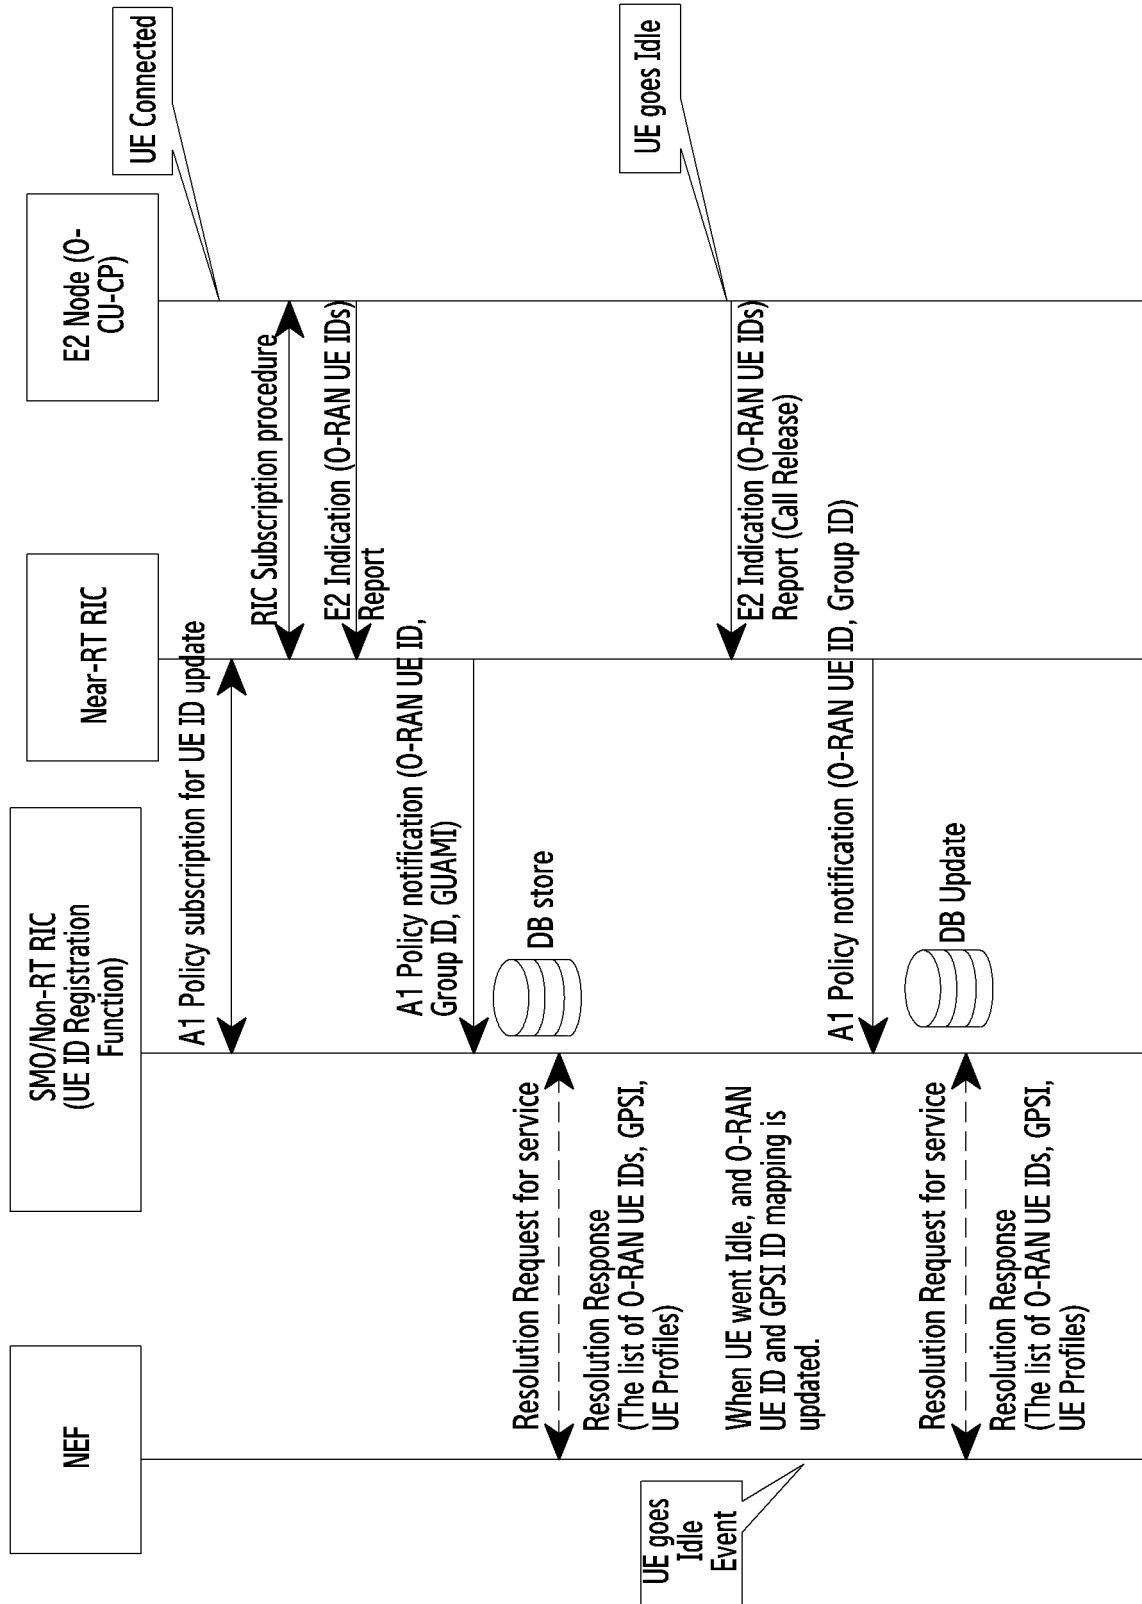 NEF
SMO/Non-RT RIC
(UE ID Registration
Function)
Near-RT RIC
E2 Node (O-
CU-CP)
UE Connected
A1 Policy subscription for UE ID update
RIC Subscription procedure
E2 Indication (O-RAN UE IDs)
Report
A1 Policy notification (O-RAN UE ID,
Group ID, GUAMI)
DB store
Resolution Request for service
Resolution Response
(The list of O-RAN UE IDs, GPSI,
UE Profiles)
UE goes Idle
UE goes
Idle
Event
When UE went Idle, and O-RAN
UE ID and GPSI ID mapping is
updated.
E2 Indication (O-RAN UE IDs)
Report (Call Release)
A1 Policy notification (O-RAN UE ID, Group ID)
DB Update
Resolution Request for service
Resolution Response
(The list of O-RAN UE IDs, GPSI,
UE Profiles)